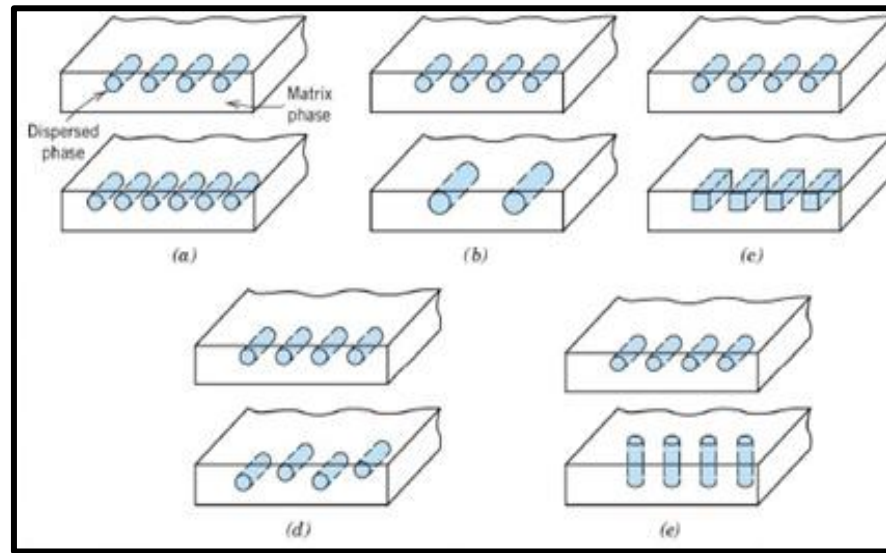 Matrix
phase
Dispersed
phase
(a)
(b)
(c)
(d)
(e)